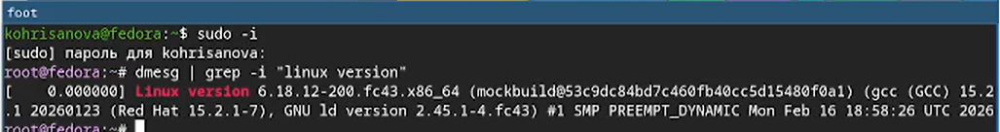 foot
kohrisanova@fedora:~$ sudo -i
[sudo] пароль для kohrisanova:
root@fedora:~# dmesg | grep -i "linux version"
[    0.000000] Linux version 6.18.12-200.fc43.x86_64 (mockbuild@53c9dc84bd7c460fb40cc5d15480f0a1) (gcc (GCC) 15.2
.1 20260123 (Red Hat 15.2.1-7), GNU ld version 2.45.1-4.fc43) #1 SMP PREEMPT_DYNAMIC Mon Feb 16 18:58:26 UTC 2026
root@fedora:~#